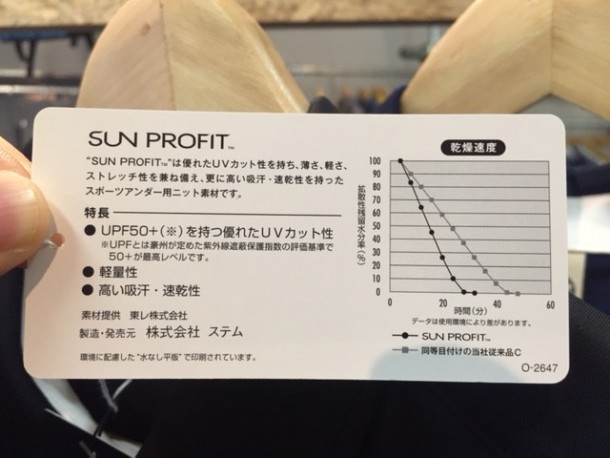 SUN PROFIT™
"SUN PROFIT™"は優れたUVカット性を持ち、薄さ、軽さ、
ストレッチ性を兼ね備え、更に高い吸汗・速乾性を持った
スポーツアンダー用ニット素材です。
特長
● UPF50+(※)を持つ優れたUVカット性
※UPFとは豪州が定めた紫外線遮蔽保護指数の評価基準で
50+が最高レベルです。
● 軽量性
● 高い吸汗・速乾性
素材提供 東レ株式会社
製造・発売元 株式会社 ステム
環境に配慮した"水なし平版"で印刷されています。
乾燥速度
拡散性残留水分率(%)
100
90
80
70
60
50
40
30
20
10
0
0 20 40 60
時間(分)
データは使用環境により差があります。
SUN PROFIT™
同等目付けの当社従来品C
O-2647